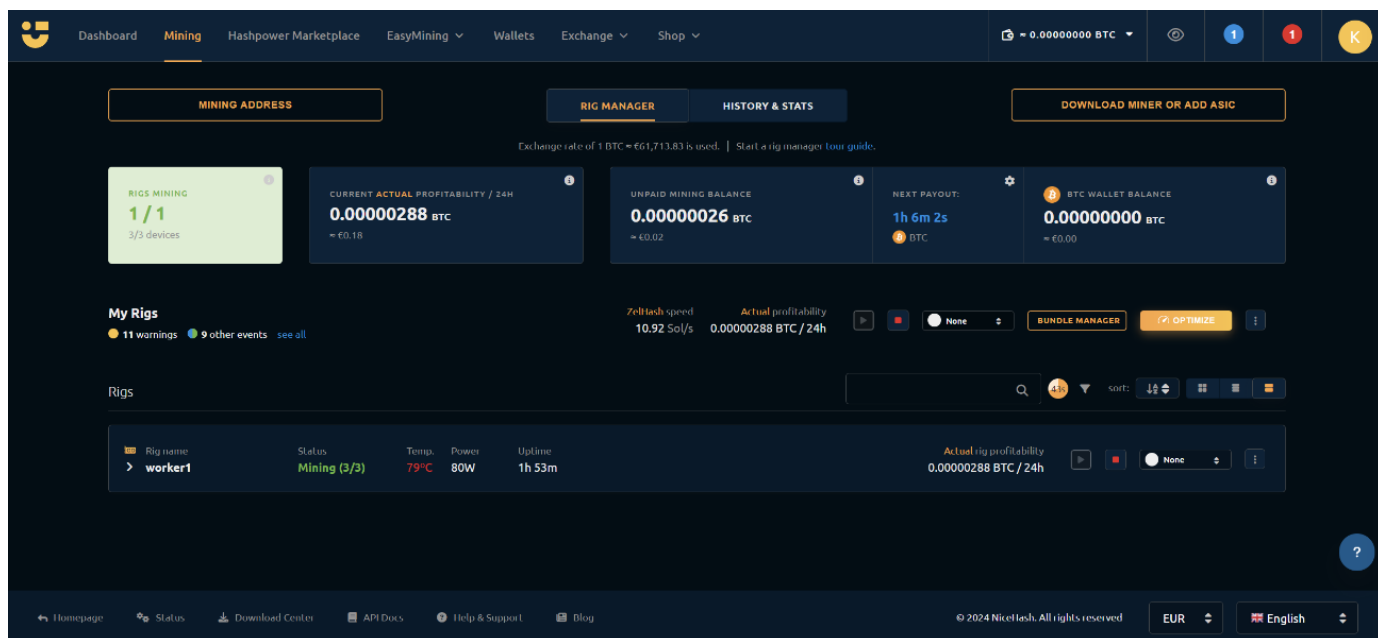 Dashboard Mining Hashpower Marketplace EasyMining Wallets Exchange Shop ≈ 0.00000000 BTC 1 1 K
MINING ADDRESS RIG MANAGER HISTORY & STATS DOWNLOAD MINER OR ADD ASIC
Exchange rate of 1 BTC ≈ €61,713.83 is used. | Start a rig manager tour guide.
RIGS MINING
1 / 1
3/3 devices
CURRENT ACTUAL PROFITABILITY / 24H
0.00000288 BTC
≈ €0.18
UNPAID MINING BALANCE
0.00000026 BTC
≈ €0.02
NEXT PAYOUT:
1h 6m 2s
BTC
BTC WALLET BALANCE
0.00000000 BTC
≈ €0.00
My Rigs
11 warnings 9 other events see all
ZelHash speed
10.92 Sol/s
Actual profitability
0.00000288 BTC / 24h
None BUNDLE MANAGER OPTIMIZE
Rigs 43s sort:
Rig name Status Temp. Power Uptime Actual rig profitability
worker1 Mining (3/3) 79°C 80W 1h 53m 0.00000288 BTC / 24h None
?
Homepage Status Download Center API Docs Help & Support Blog © 2024 NiceHash. All rights reserved EUR English